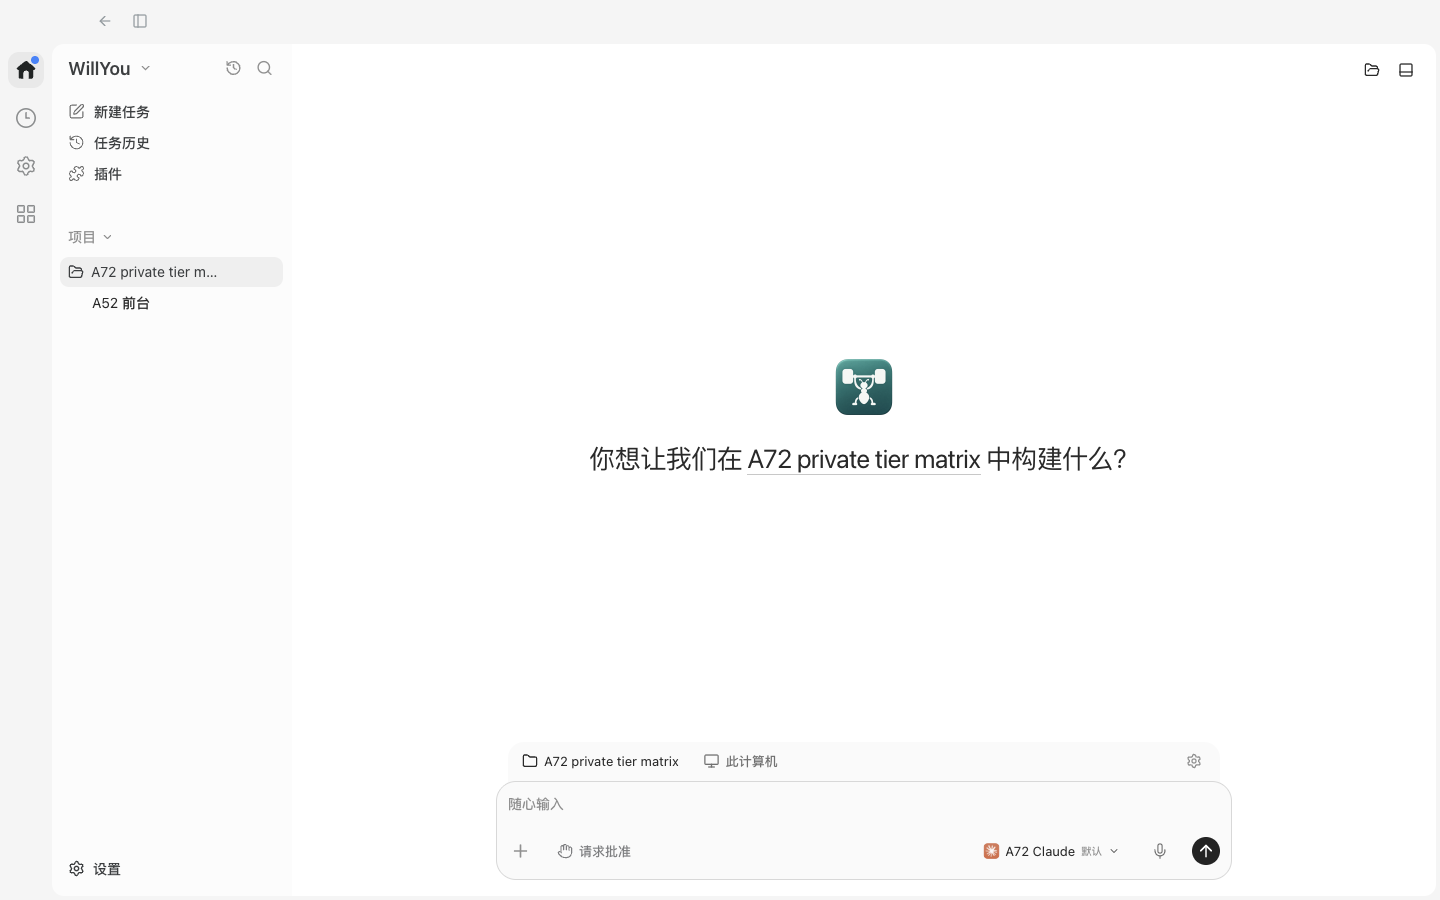 WillYou
新建任务
任务历史
插件
项目
A72 private tier m...
A52 前台
你想让我们在 A72 private tier matrix 中构建什么?
A72 private tier matrix
此计算机
随心输入
请求批准
A72 Claude 默认
设置